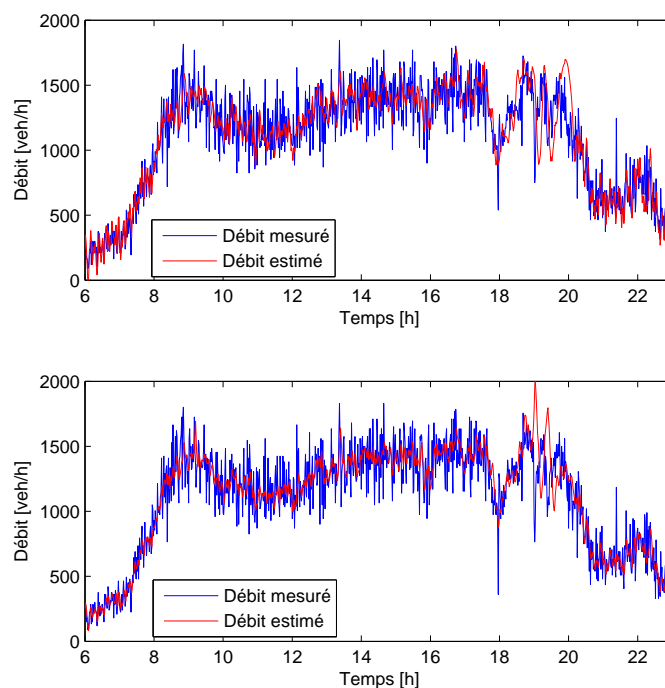 2000
1500
1000
500
0
Débit [veh/h]
Débit mesuré
Débit estimé
6 8 10 12 14 16 18 20 22
Temps [h]
2000
1500
1000
500
0
Débit [veh/h]
Débit mesuré
Débit estimé
6 8 10 12 14 16 18 20 22
Temps [h]